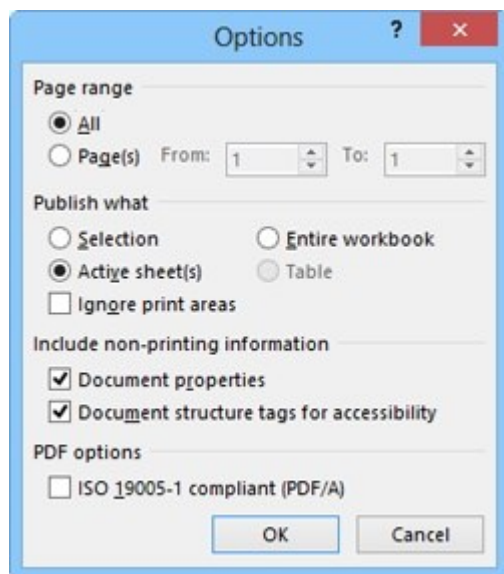 Options ?
Page range
All
Page(s) From: 1 To: 1
Publish what
Selection Entire workbook
Active sheet(s) Table
Ignore print areas
Include non-printing information
Document properties
Document structure tags for accessibility
PDF options
ISO 19005-1 compliant (PDF/A)
OK Cancel